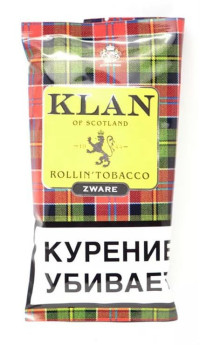 KLAN
OF SCOTLAND
ROLLIN' TOBACCO
ZWARE
КУРЕНИЕ
УБИВАЕТ